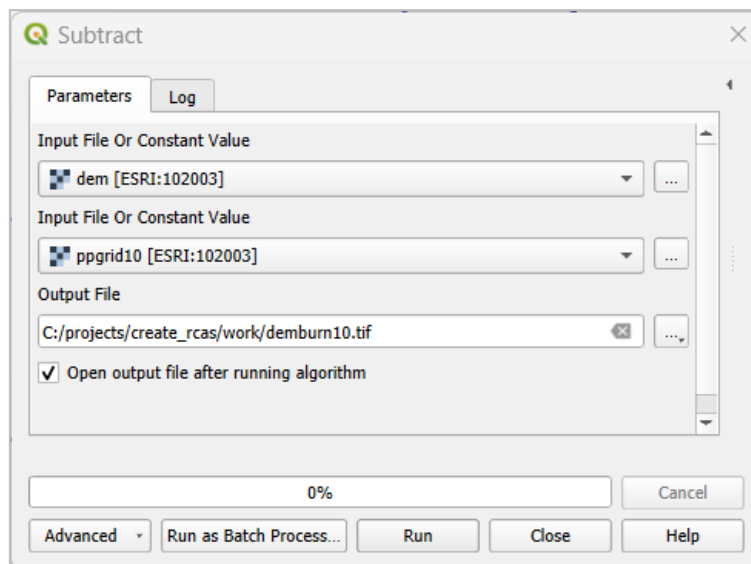 Subtract
Parameters
Log
Input File Or Constant Value
dem [ESRI:102003]
...
Input File Or Constant Value
ppgrid10 [ESRI:102003]
...
Output File
C:/projects/create_rcas/work/demburn10.tif
...
Open output file after running algorithm
0%
Cancel
Advanced
Run as Batch Process...
Run
Close
Help